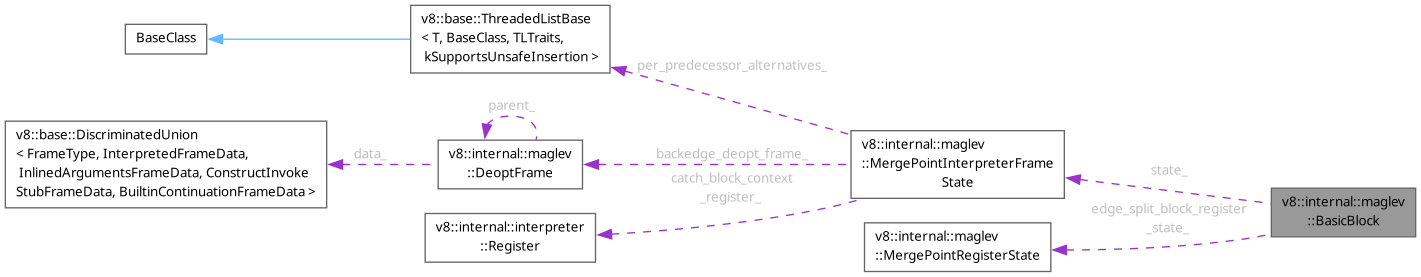 BaseClass
v8::base::ThreadedListBase
< T, BaseClass, TLTraits,
kSupportsUnsafeInsertion >
per_predecessor_alternatives_
parent_
v8::base::DiscriminatedUnion
< FrameType, InterpretedFrameData,
InlinedArgumentsFrameData, ConstructInvoke
StubFrameData, BuiltinContinuationFrameData >
data_
v8::internal::maglev
::DeoptFrame
backedge_deopt_frame_
catch_block_context
_register_
v8::internal::interpreter
::Register
v8::internal::maglev
::MergePointInterpreterFrame
State
state_
edge_split_block_register
_state_
v8::internal::maglev
::MergePointRegisterState
v8::internal::maglev
::BasicBlock